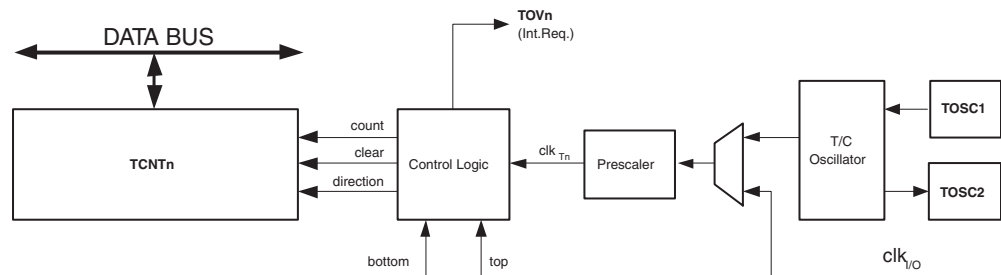 TOVn
(Int.Req.)
DATA BUS
TCNTn
count
clear
direction
Control Logic
clkTn
Prescaler
T/C
Oscillator
TOSC1
TOSC2
bottom
top
clkI/O